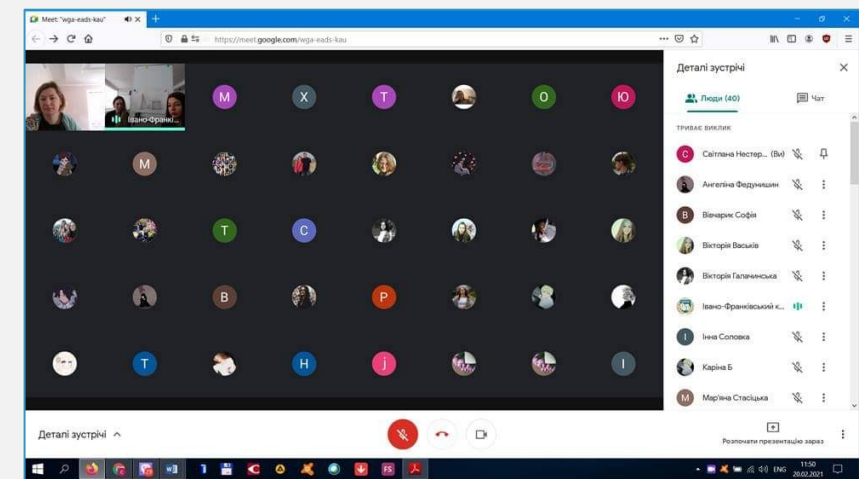 Meet: "wga-eads-kau"
https://meet.google.com/wga-eads-kau
Деталі зустрічі
Люди (40)
Чат
ТРИВАЄ ВИКЛИК
С Світлана Нестер... (Ви)
Ангеліна Федунишин
В Вівчарик Софія
Вікторія Васьків
Вікторія Галачинська
Івано-Франківський к...
І Інна Соловка
Каріна Б
М Мар'яна Стасіцька
Івано-Франкі...
М Х Т О Ю
М
Т С
В Р
Т Н j І
Деталі зустрічі
Розпочати презентацію зараз
ENG
11:50
20.02.2021